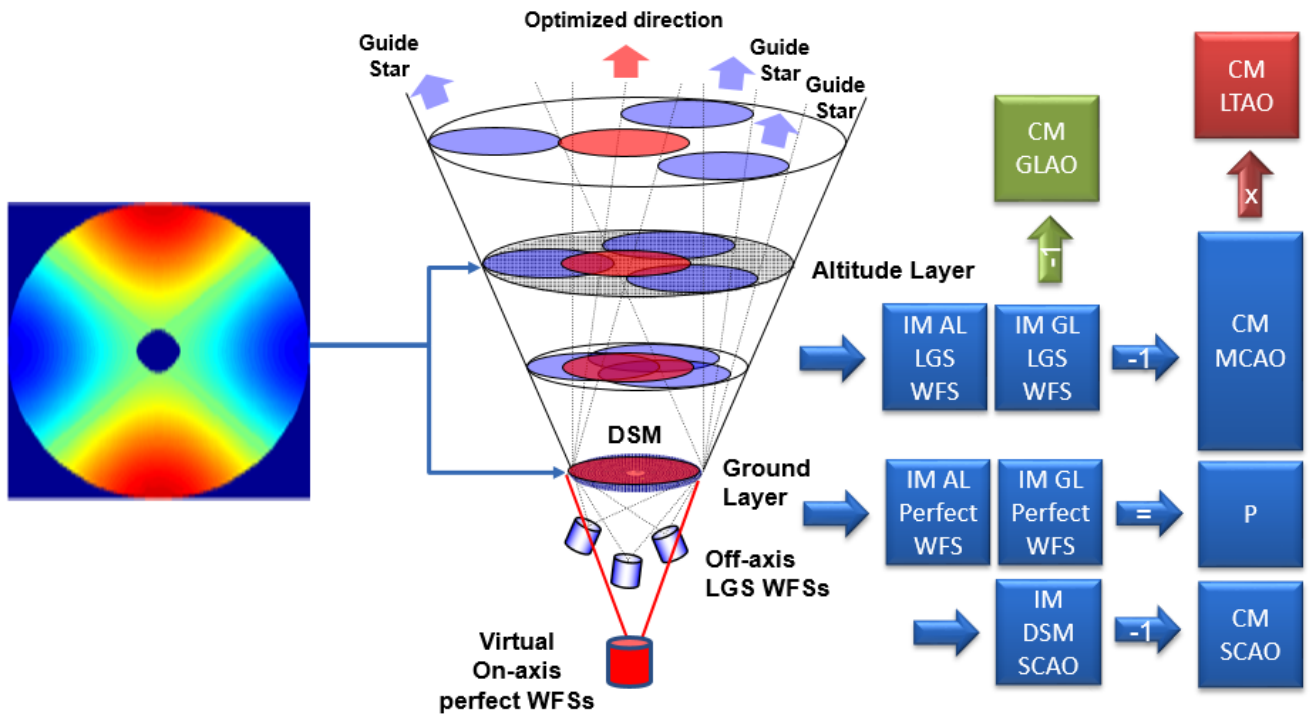 Optimized direction
Guide
Star
Guide
Star
Guide
Star
Altitude Layer
DSM
Ground
Layer
Off-axis
LGS WFSs
Virtual
On-axis
perfect WFSs
CM
GLAO
-1
CM
LTAO
X
IM AL
LGS
WFS
IM GL
LGS
WFS
-1
CM
MCAO
IM AL
Perfect
WFS
IM GL
Perfect
WFS
=
P
IM
DSM
SCAO
-1
CM
SCAO